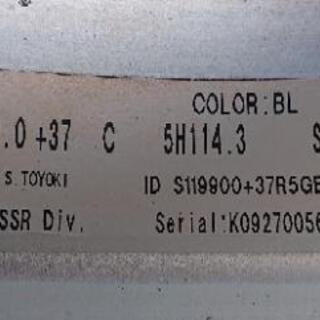 COLOR:BL
.0 +37 C 5H114.3 S
S.TOYOKI ID S119900+37R5GE
SSR Div. Serial:K09270056